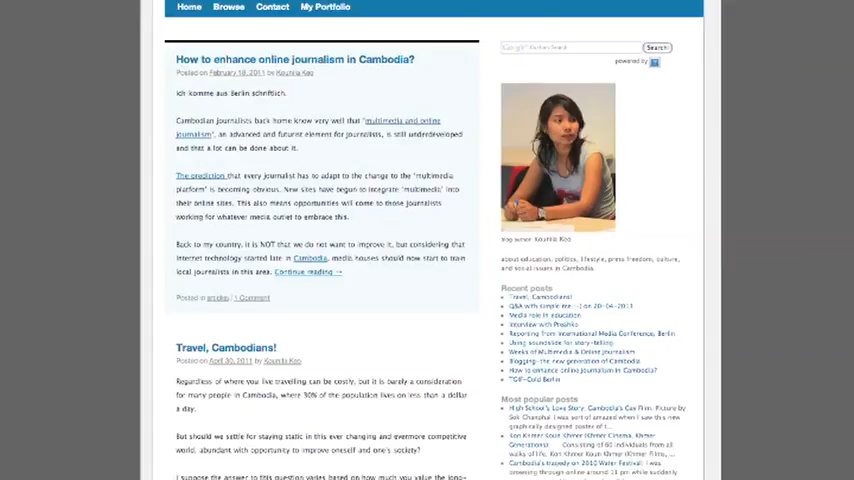 Home Browse Contact My Portfolio
How to enhance online journalism in Cambodia?
Posted on February 18, 2011 by Kounila Keo
Ich komme aus Berlin schriftlich.
Cambodian journalists back home know very well that "multimedia and online
journalism", an advanced and futurist element for journalists, is still underdeveloped
and that a lot can be done about it.
The prediction that every journalist has to adapt to the change to the 'multimedia
platform' is becoming obvious. New sites have begun to integrate 'multimedia' into
their online sites. This also means opportunities will come to those journalists
working for whatever media outlet to embrace this.
Back to my country, it is NOT that we do not want to improve it, but considering that
internet technology started late in Cambodia, media houses should now start to train
local journalists in this area. Continue reading →
Posted in articles | 1 Comment
Travel, Cambodians!
Posted on April 30, 2011 by Kounila Keo
Regardless of where you live travelling can be costly, but it is barely a consideration
for many people in Cambodia, where 30% of the population lives on less than a dollar
a day.
But should we settle for staying static in this ever changing and evermore competitive
world, abundant with opportunity to improve oneself and one's society?
I suppose the answer to this question varies based on how much you value the long-
Google Custom Search Search
powered by
Blog author: Kounila Keo
about education, politics, lifestyle, press freedom, culture,
and social issues in Cambodia.
Recent posts
Travel, Cambodians!
Q&A with simple me :-) on 20-04-2011
Media role in education
Interview with Preahko
Reporting from International Media Conference, Berlin
Using soundslide for story-telling
Weeks of Multimedia & Online Journalism
Blogging-the new generation of Cambodia
How to enhance online journalism in Cambodia?
TGIF-Cold Berlin
Most popular posts
High School's Love Story: Cambodia's Gay Film: Picture by
Sok Chanphal I was sort of amazed when I saw this new
graphically designed poster of t...
Kon Khmer Koun Khmer (Khmer Cinema, Khmer
Generations): Consisting of 60 individuals from all
walks of life, Kon Khmer Koun Khmer (Khmer Films, ...
Cambodia's tragedy on 2010 Water Festival: I was
browsing through online around 11 pm while suddenly